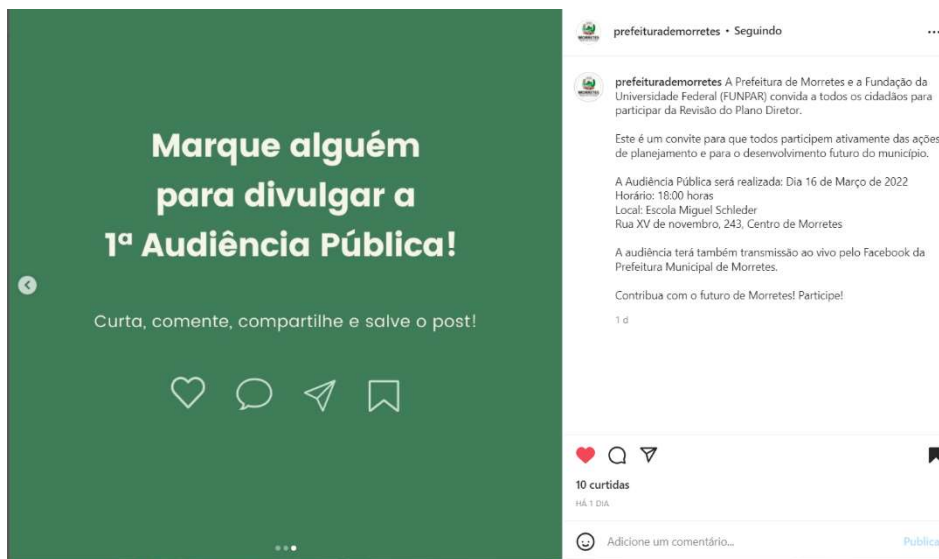 Marque alguém
para divulgar a
1ª Audiência Pública!
Curta, comente, compartilhe e salve o post!
prefeiturademorretes • Seguindo
prefeiturademorretes A Prefeitura de Morretes e a Fundação da
Universidade Federal (FUNPAR) convida a todos os cidadãos para
participar da Revisão do Plano Diretor.
Este é um convite para que todos participem ativamente das ações
de planejamento e para o desenvolvimento futuro do município.
A Audiência Pública será realizada: Dia 16 de Março de 2022
Horário: 18:00 horas
Local: Escola Miguel Schleder
Rua XV de novembro, 243, Centro de Morretes
A audiência terá também transmissão ao vivo pelo Facebook da
Prefeitura Municipal de Morretes.
Contribua com o futuro de Morretes! Participe!
1 d
10 curtidas
HÁ 1 DIA
Adicione um comentário...
Publica